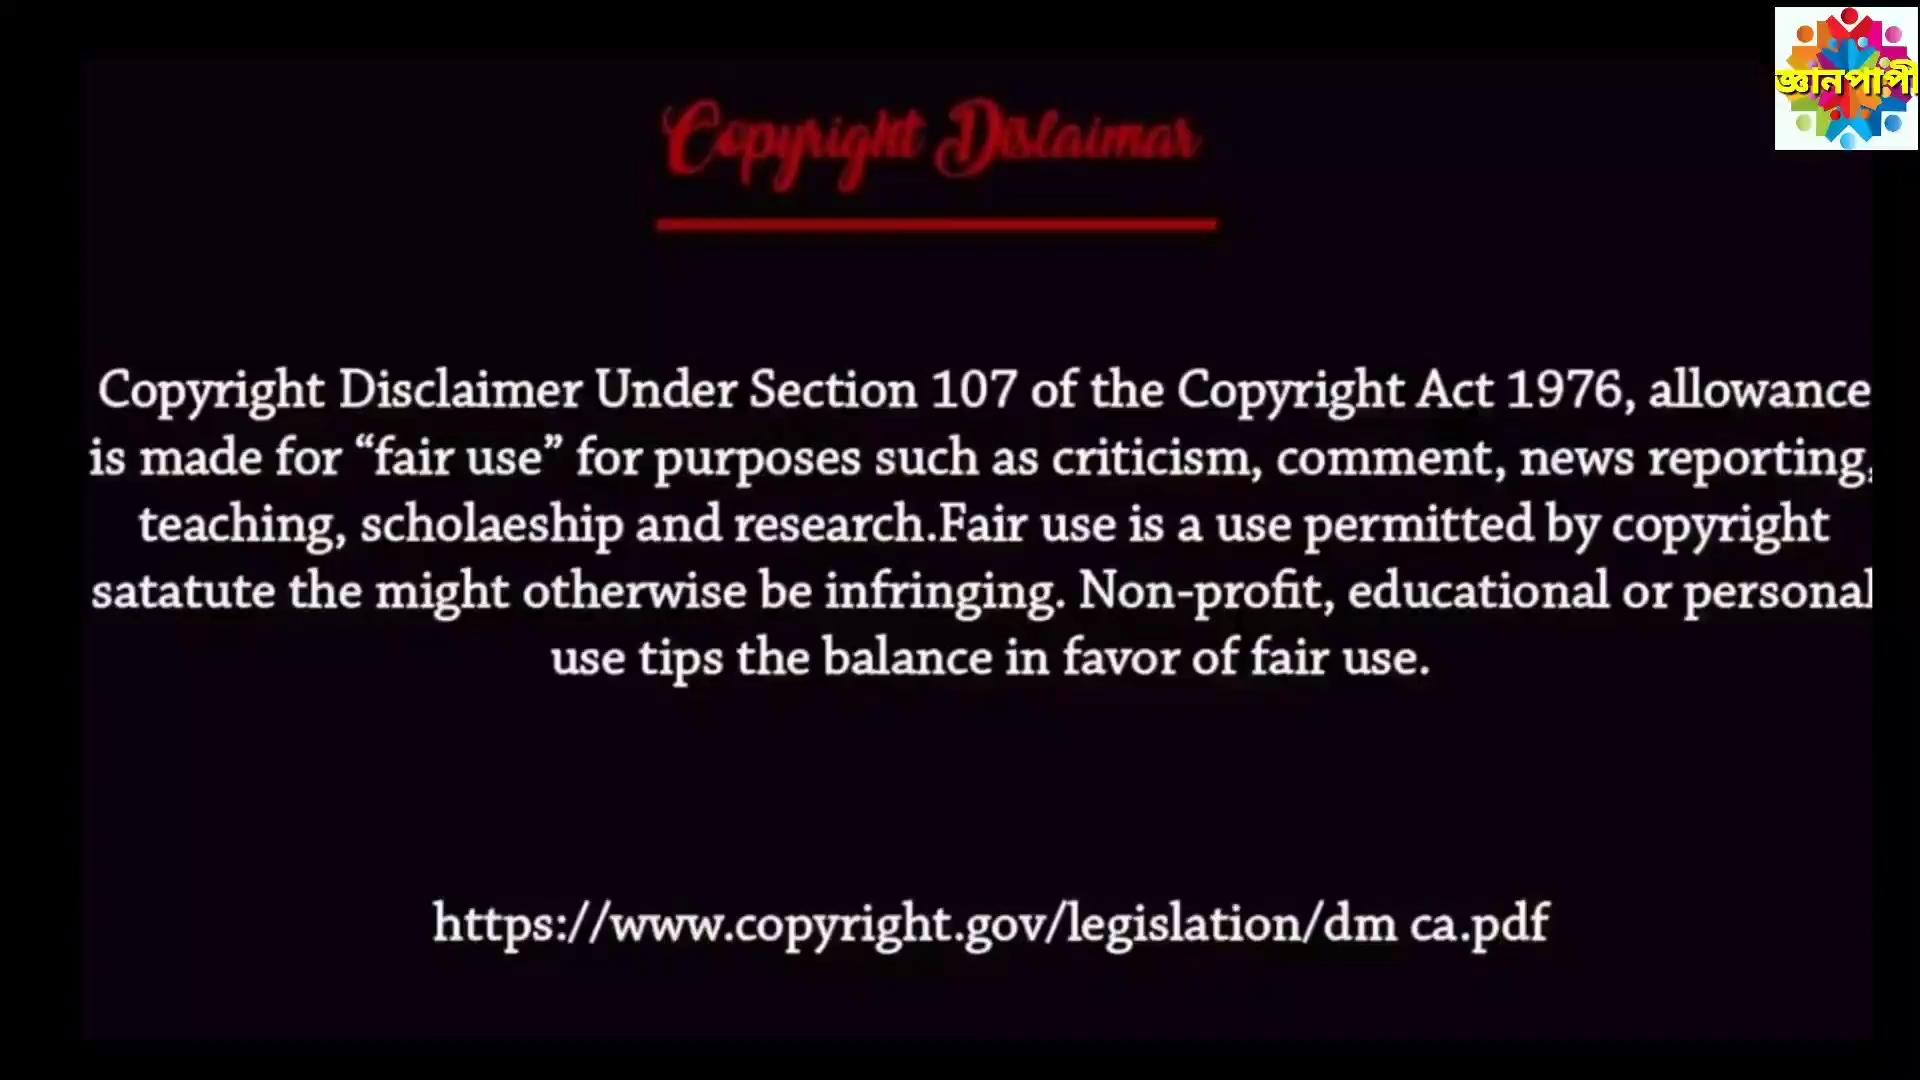 জ্ঞানপাপী
Copyright Dislaimar
Copyright Disclaimer Under Section 107 of the Copyright Act 1976, allowance
is made for “fair use” for purposes such as criticism, comment, news reporting,
teaching, scholaeship and research.Fair use is a use permitted by copyright
satatute the might otherwise be infringing. Non-profit, educational or personal
use tips the balance in favor of fair use.
https://www.copyright.gov/legislation/dm ca.pdf